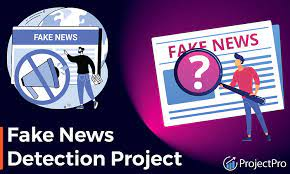 FAKE NEWS
FAKE NEWS
?
Fake News
Detection Project
ProjectPro